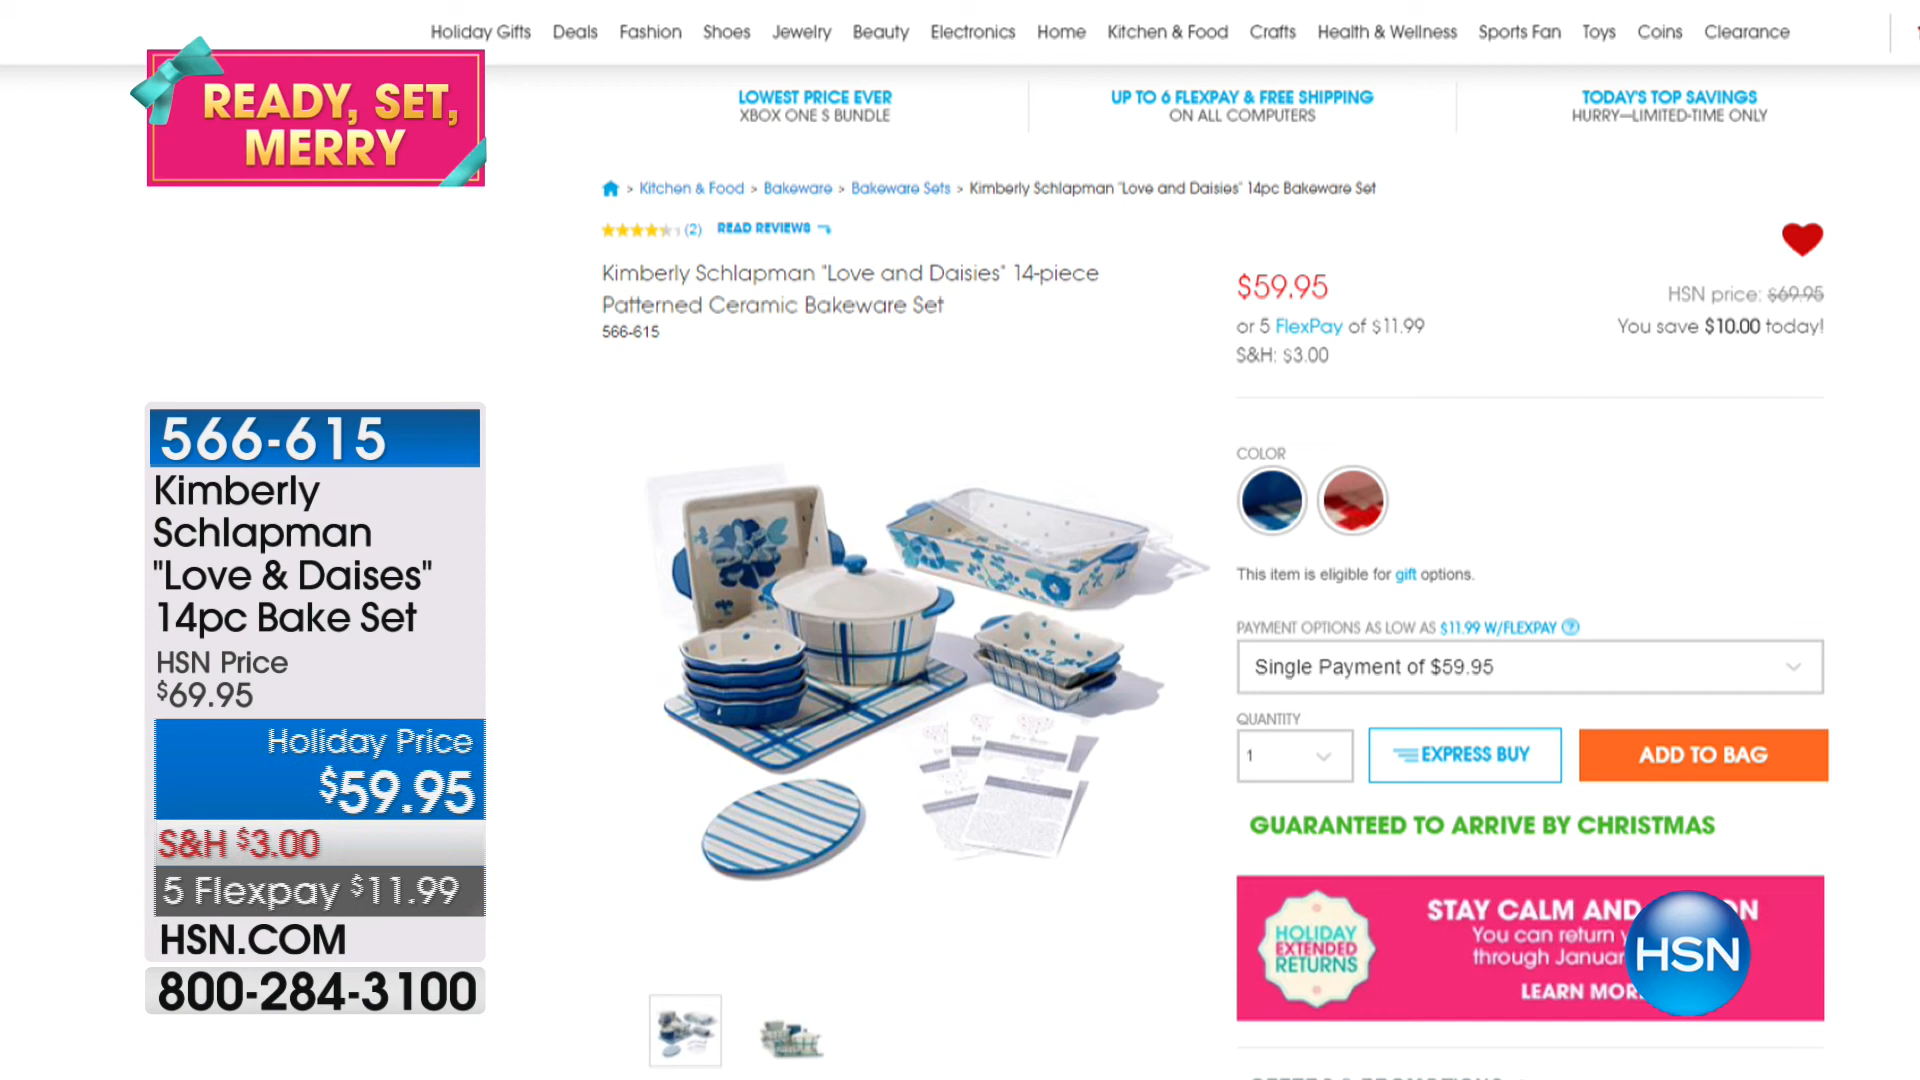 Holiday Gifts Deals Fashion Shoes Jewelry Beauty Electronics Home Kitchen & Food Crafts Health & Wellness Sports Fan Toys Coins Clearance
READY, SET,
MERRY
LOWEST PRICE EVER
XBOX ONE S BUNDLE
UP TO 6 FLEXPAY & FREE SHIPPING
ON ALL COMPUTERS
TODAY'S TOP SAVINGS
HURRY—LIMITED-TIME ONLY
> Kitchen & Food > Bakeware > Bakeware Sets > Kimberly Schlapman "Love and Daisies" 14pc Bakeware Set
(2) READ REVIEWS
Kimberly Schlapman "Love and Daisies" 14-piece
Patterned Ceramic Bakeware Set
566-615
$59.95
or 5 FlexPay of $11.99
S&H: $3.00
HSN price: $69.95
You save $10.00 today!
566-615
Kimberly
Schlapman
"Love & Daises"
14pc Bake Set
HSN Price
$69.95
Holiday Price
$59.95
S&H $3.00
5 Flexpay $11.99
HSN.COM
800-284-3100
COLOR
This item is eligible for gift options.
PAYMENT OPTIONS AS LOW AS $11.99 W/FLEXPAY ?
Single Payment of $59.95
QUANTITY
1
EXPRESS BUY
ADD TO BAG
GUARANTEED TO ARRIVE BY CHRISTMAS
HOLIDAY
EXTENDED
RETURNS
STAY CALM AND
You can return
through
LEARN
HSN